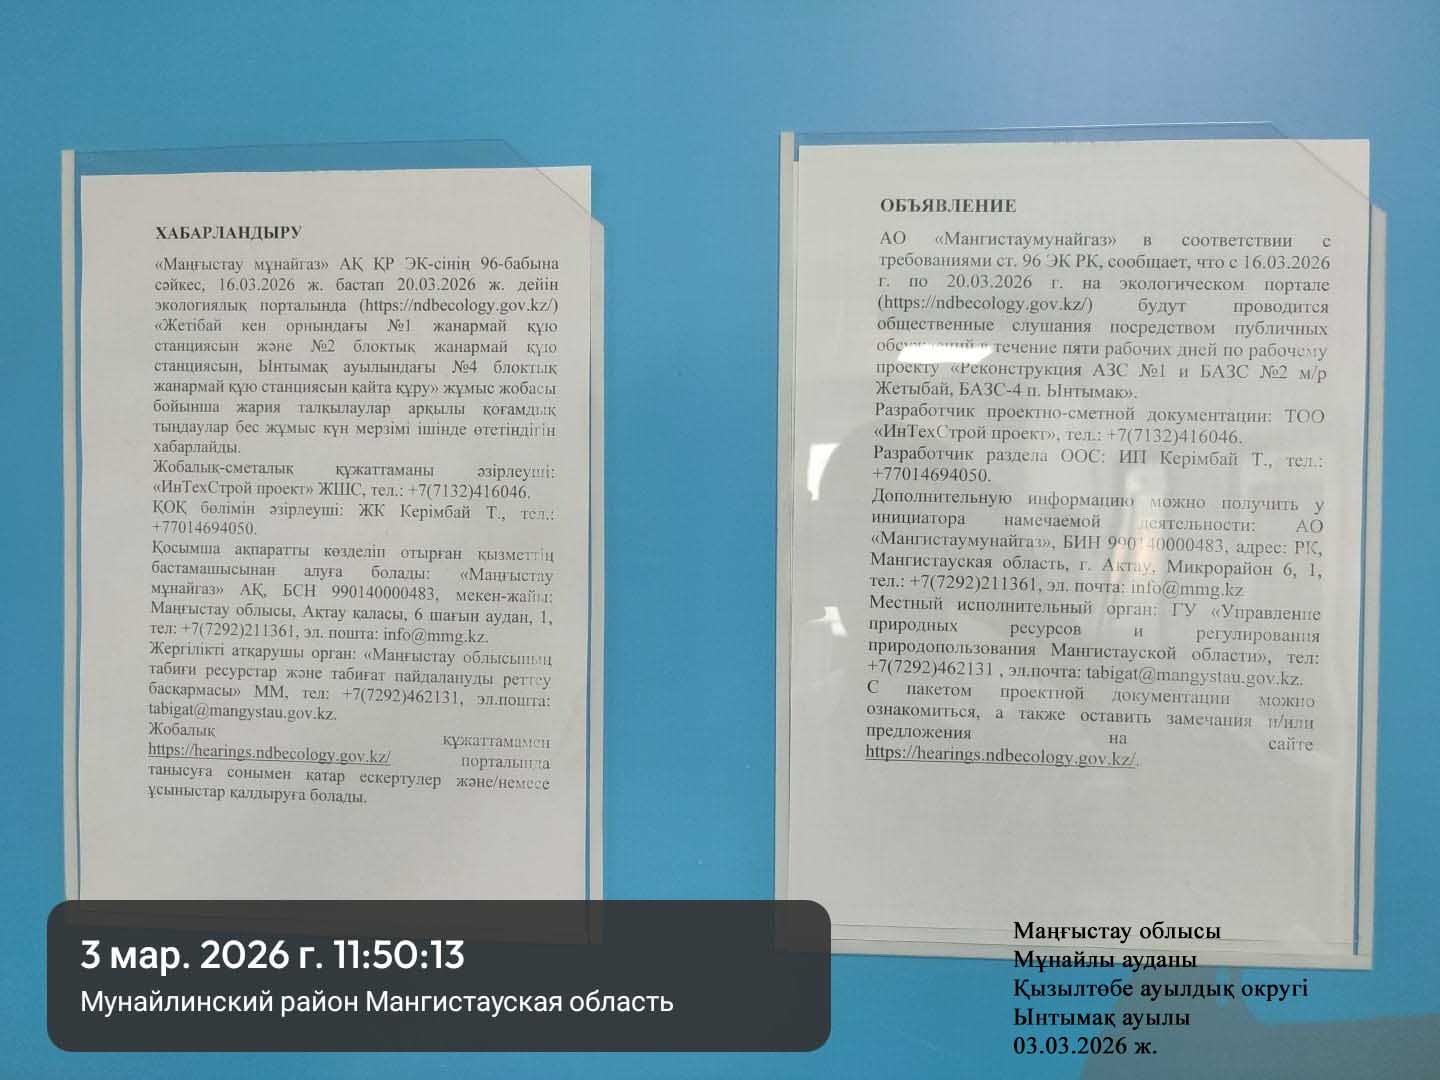 ХАБАРЛАНДЫРУ
«Маңғыстау мұнайгаз» АҚ ҚР ЭК-сінің 96-бабына
сәйкес, 16.03.2026 ж. бастап 20.03.2026 ж. дейін
экологиялық порталында (https://ndbecology.gov.kz/)
«Жетібай кен орнындағы №1 жанармай құю
станциясын және №2 блоктық жанармай құю
станциясын, Ынтымақ ауылындағы №4 блоктық
жанармай құю станциясын қайта құру» жұмыс жобасы
бойынша жария талқылаулар арқылы қоғамдық
тыңдаулар бес жұмыс күн мерзімі ішінде өтетіндігін
хабарлайды.
Жобалық-сметалық құжаттаманы әзірлеуші:
«ИнТехСтрой проект» ЖШС, тел.: +7(7132)416046.
ҚОҚ бөлімін әзірлеуші: ЖК Керімбай Т., тел.:
+77014694050.
Қосымша ақпаратты көзделіп отырған қызметтің
бастамашысынан алуға болады: «Маңғыстау
мұнайгаз» АҚ, БСН 990140000483, мекен-жайы:
Маңғыстау облысы, Ақтау қаласы, 6 шағын аудан, 1,
тел: +7(7292)211361, эл. пошта: info@mmg.kz.
Жергілікті атқарушы орган: «Маңғыстау облысының
табиғи ресурстар және табиғат пайдалануды реттеу
басқармасы» ММ, тел: +7(7292)462131, эл.пошта:
tabigat@mangystau.gov.kz.
Жобалық құжаттамамен
https://hearings.ndbecology.gov.kz/ порталында
танысуға сонымен қатар ескертулер және/немесе
ұсыныстар қалдыруға болады.
ОБЪЯВЛЕНИЕ
АО «Мангистаумунайгаз» в соответствии с
требованиями ст. 96 ЭК РК, сообщает, что с 16.03.2026
г. по 20.03.2026 г. на экологическом портале
(https://ndbecology.gov.kz/) будут проводится
общественные слушания посредством публичных
обсуждений в течение пяти рабочих дней по рабочему
проекту «Реконструкция АЗС №1 и БАЗС №2 м/р
Жетыбай, БАЗС-4 п. Ынтымак».
Разработчик проектно-сметной документации: ТОО
«ИнТехСтрой проект», тел.: +7(7132)416046.
Разработчик раздела ООС: ИП Керімбай Т., тел.:
+77014694050.
Дополнительную информацию можно получить у
инициатора намечаемой деятельности: АО
«Мангистаумунайгаз», БИН 990140000483, адрес: РК,
Мангистауская область, г. Актау, Микрорайон 6, 1,
тел.: +7(7292)211361, эл. почта: info@mmg.kz
Местный исполнительный орган: ГУ «Управление
природных ресурсов и регулирования
природопользования Мангистауской области», тел:
+7(7292)462131 , эл.почта: tabigat@mangystau.gov.kz.
С пакетом проектной документации можно
ознакомиться, а также оставить замечания и/или
предложения на сайте
https://hearings.ndbecology.gov.kz/.
3 мар. 2026 г. 11:50:13
Мунайлинский район Мангистауская область
Маңғыстау облысы
Мұнайлы ауданы
Қызылтөбе ауылдық округі
Ынтымақ ауылы
03.03.2026 ж.